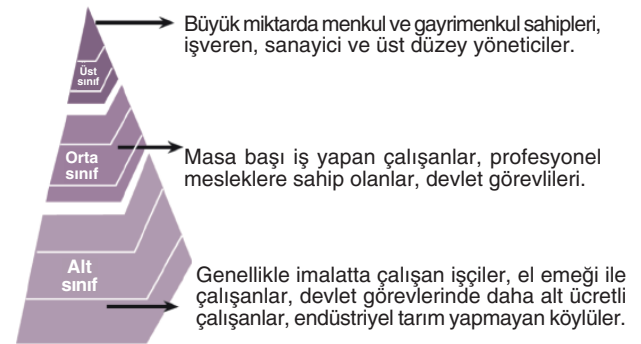 Üst
sınıf
Büyük miktarda menkul ve gayrimenkul sahipleri,
işveren, sanayici ve üst düzey yöneticiler.
Orta
sınıf
Masa başı iş yapan çalışanlar, profesyonel
mesleklere sahip olanlar, devlet görevlileri.
Alt
sınıf
Genellikle imalatta çalışan işçiler, el emeği ile
çalışanlar, devlet görevlerinde daha alt ücretli
çalışanlar, endüstriyel tarım yapmayan köylüler.